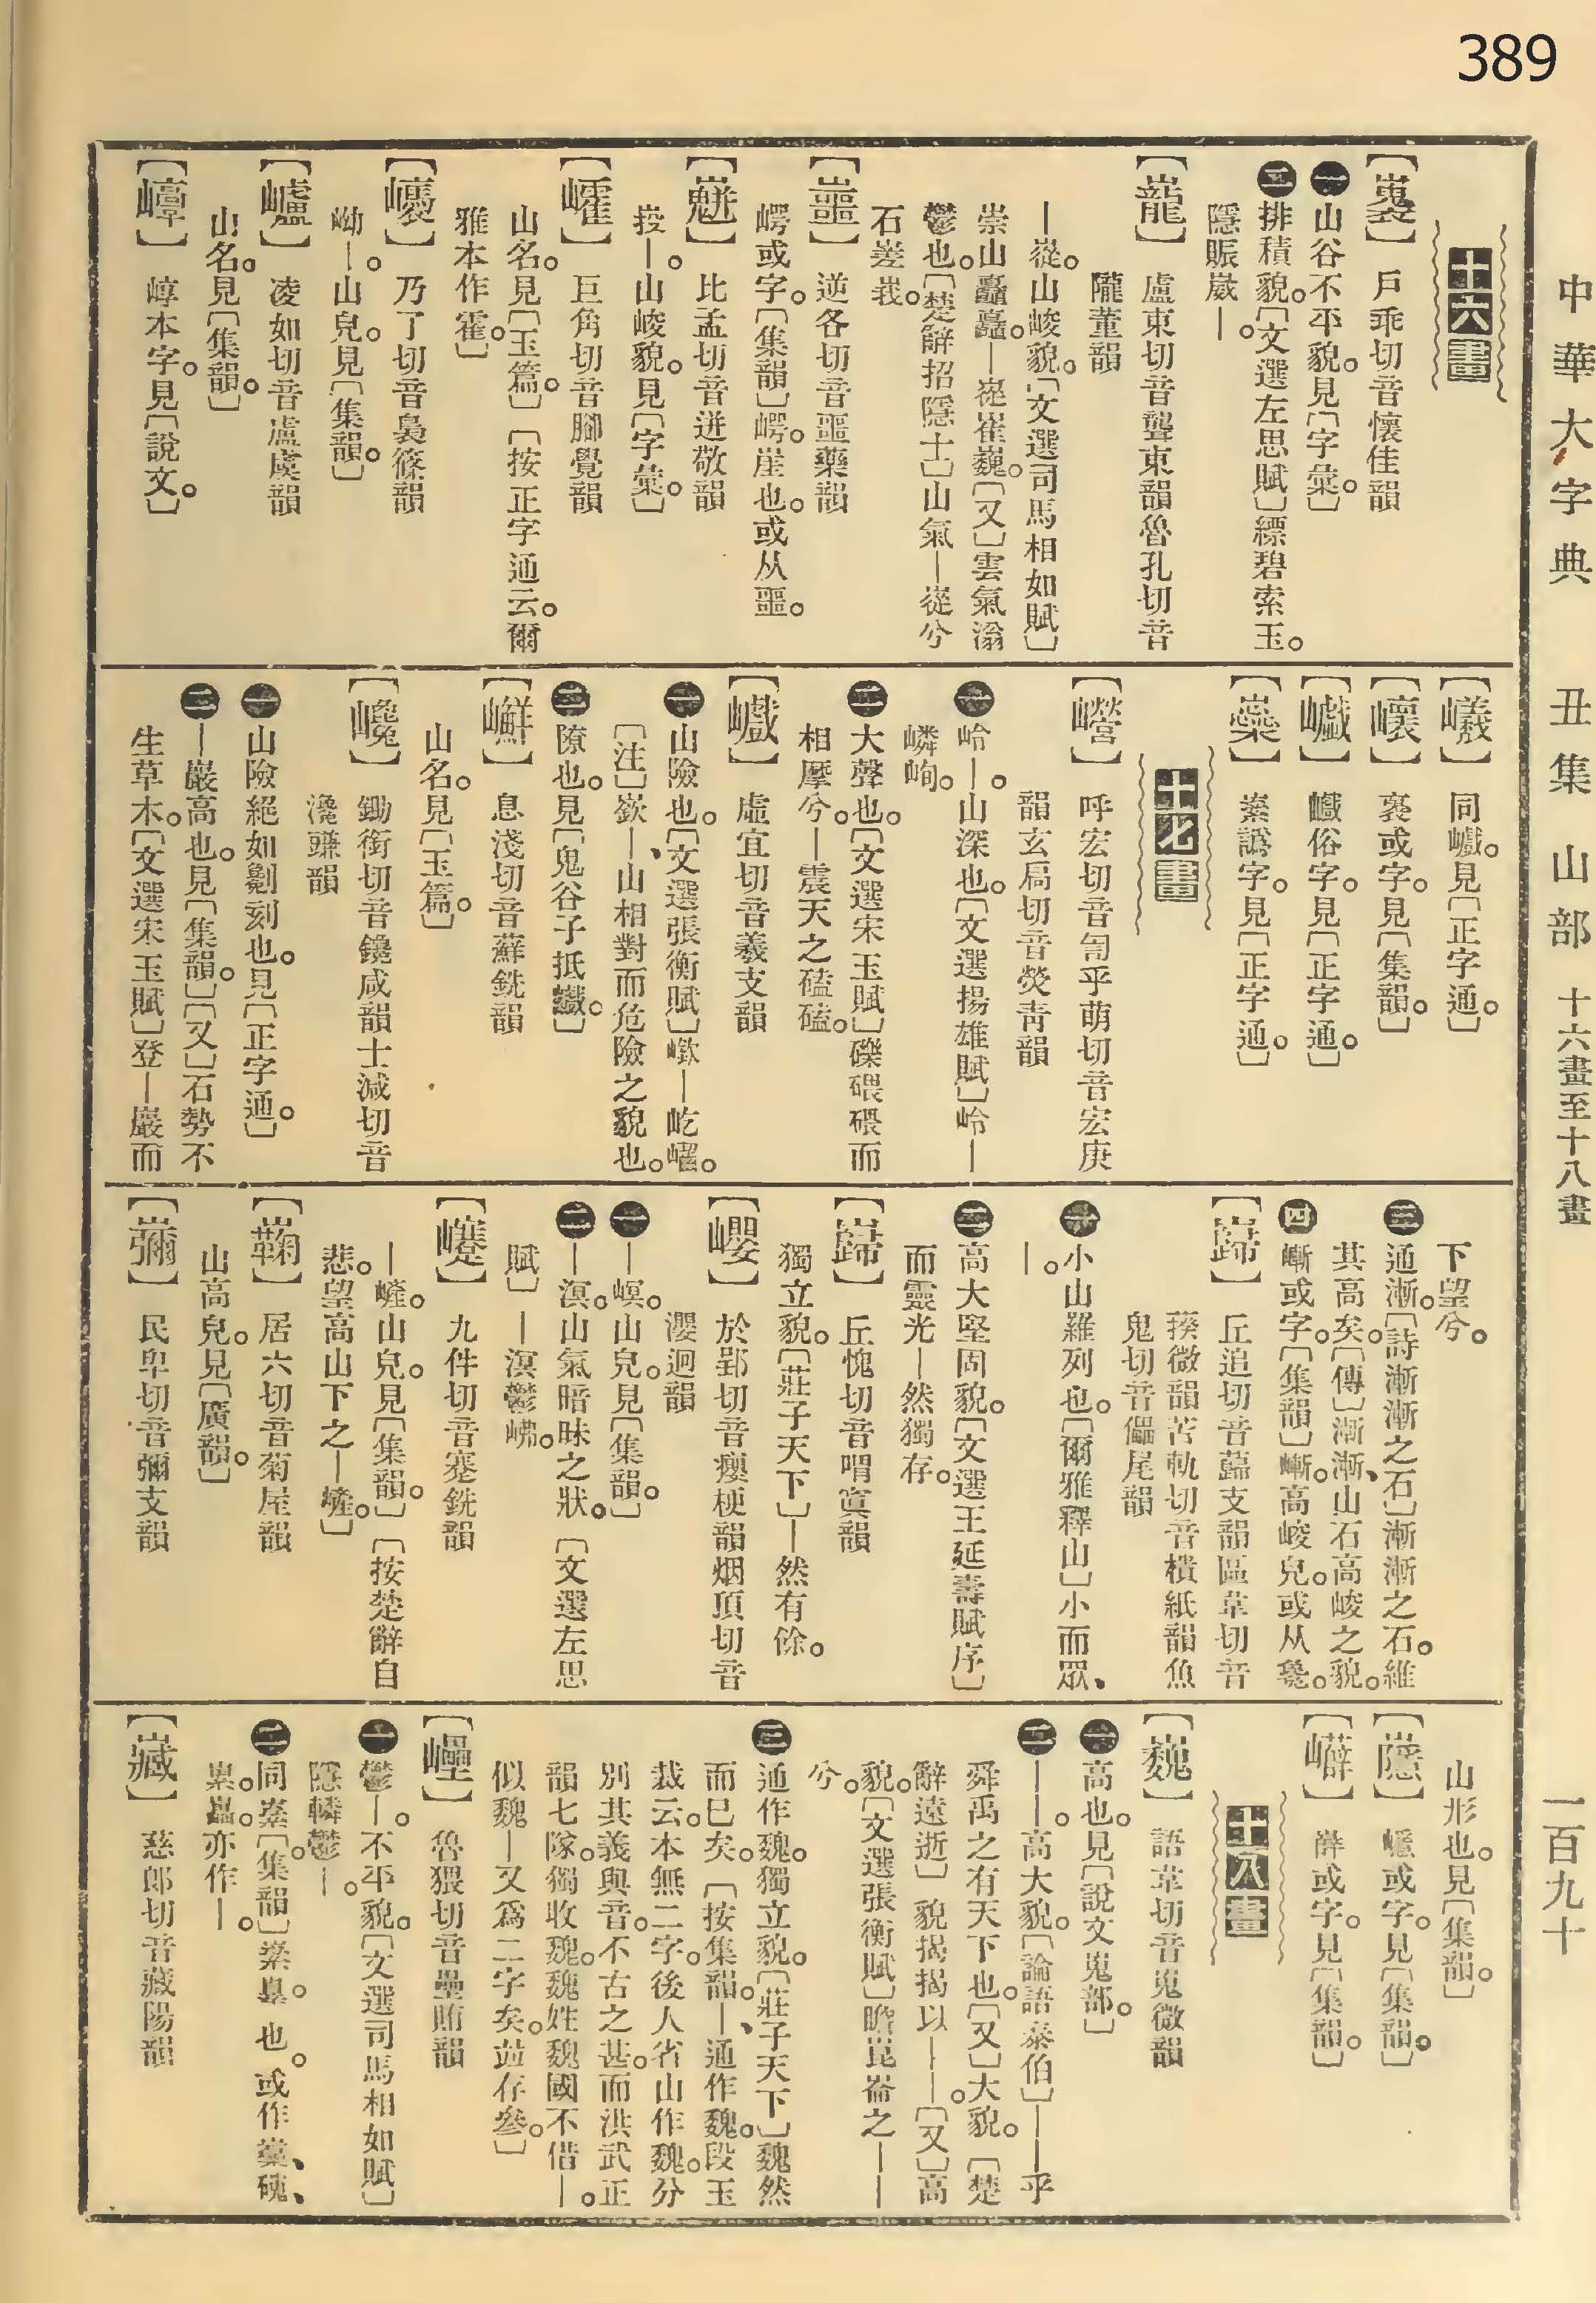 389
中華大字典 丑集 山部 十六畫至十八畫 一百九十
十六畫
戶乖切音懷佳韻
㊀山谷不平貌。見〔字彙。〕
㊁排積貌。〔文選左思賦〕縹碧素玉。
隱賑崴—。
【巃】盧東切音聾東韻魯孔切音
隴董韻
—嵸。山峻貌。〔文選司馬相如賦〕
崇山矗矗。—嵸崔巍。〔又〕雲氣滃
鬱也。〔楚辭招隱士〕山氣—嵸兮
石嵳峩。
逆各切音噩藥韻
崿或字。〔集韻〕崿。崖也。或从噩。
比孟切音迸敬韻
—。山峻貌。見〔字彙。〕
【㠓】巨角切音腳覺韻
山名。見〔玉篇。〕〔按正字通云。爾
雅本作霍。〕
乃了切音裊篠韻
岰—。山皃。見〔集韻。〕
【㠠】凌如切音廬虞韻
山名。見〔集韻。〕
崞本字。見〔說文。〕
【㠢】同巇。見〔正字通。〕
【㠢】褱或字。見〔集韻。〕
巇俗字。見〔正字通。〕
㟼譌字。見〔正字通。〕
十七畫
【巆】呼宏切音訇乎萌切音宏庚
韻玄扃切音熒靑韻
㊀岭—。山深也。〔文選揚雄賦〕岭—
嶙峋。
㊁大聲也。〔文選宋玉賦〕礫磥磥而
相摩兮。—震天之磕磕。
【巇】虛宜切音羲支韻
㊀山險也。〔文選張衡賦〕嶔—屹㠥。
〔注〕嶔—、山相對而危險之貌也。
㊁隙也。見〔鬼谷子抵巇。〕
【㠨】息淺切音蘚銑韻
山名。見〔玉篇。〕
【巉】鋤銜切音鑱咸韻士減切音
瀺豏韻
㊀山險絕如劖刻也。見〔正字通。〕
㊁—巖高也。見〔集韻。〕〔又〕石勢不
生草木。〔文選宋玉賦〕登—巖而
下望兮。
㊂通漸。〔詩漸漸之石〕漸漸之石。維
其高矣。〔傳〕漸漸、山石高峻之貌。
㊃嶃或字。〔集韻〕嶃。高峻皃。或从毚。
【巋】丘追切音蘬支韻區韋切音
㩻微韻苦軌切音樻紙韻魚
鬼切音儡尾韻
㊀小山羅列也。〔爾雅釋山〕小而眾、
—。
㊁高大堅固貌。〔文選王延壽賦序〕
而靈光—然獨存。
【巋】丘愧切音喟寘韻
獨立貌。〔莊子天下〕—然有餘。
【巊】於郢切音癭梗韻烟頂切音
瀴迥韻
㊀—㟰。山皃。見〔集韻。〕
㊁—溟。山氣暗昧之狀。〔文選左思
賦〕—溟鬱岪。
【㠩】九件切音蹇銑韻
—嵼。山皃。見〔集韻。〕〔按楚辭自
悲。望高山下之—嵼。〕
居六切音菊屋韻
山高皃。見〔廣韻。〕
民卑切音彌支韻
山形也。見〔集韻。〕
嶾或字。見〔集韻。〕
㠔或字。見〔集韻。〕
十八畫
【巍】語韋切音嵬微韻
㊀高也。見〔說文嵬部。〕
㊁——。高大貌。〔論語泰伯〕——乎
舜禹之有天下也。〔又〕大貌。〔楚
辭遠逝〕貌揭揭以——。〔又〕高
貌。〔文選張衡賦〕瞻崑崙之——
兮。
㊂通作魏。獨立貌。〔莊子天下〕魏然
而已矣。〔按集韻。—、通作魏。段玉
裁云。本無二字。後人省山作魏。分
別其義與音。不古之甚。而洪武正
韻七隊。獨收魏。魏姓魏國不借—。
似魏—又爲二字矣。竝存參。〕
魯猥切音壘賄韻
㊀鬱—。不平貌。〔文選司馬相如賦〕
隱轔鬱—。
㊁同㠑。〔集韻〕㠑、
亦作—。
慈郎切音藏陽韻